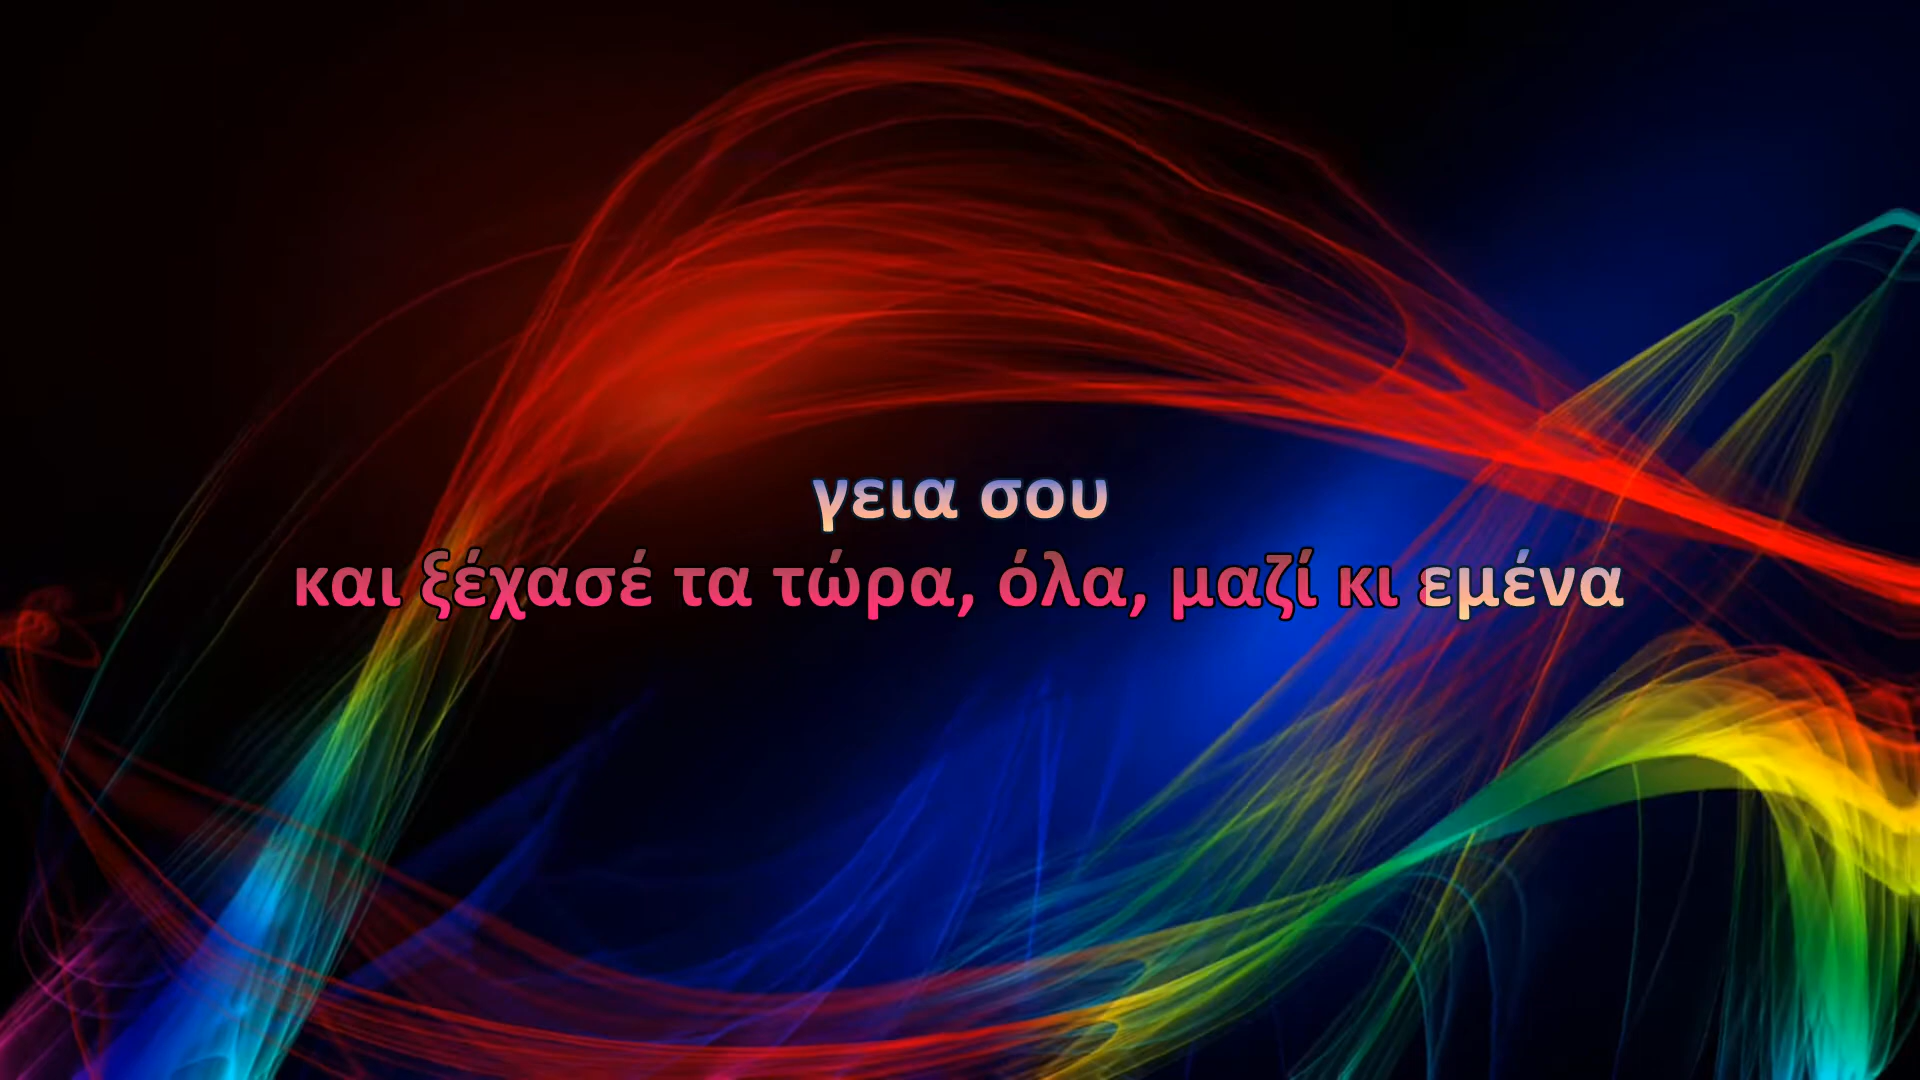 γεια σου
και ξέχασέ τα τώρα, όλα, μαζί κι εμένα